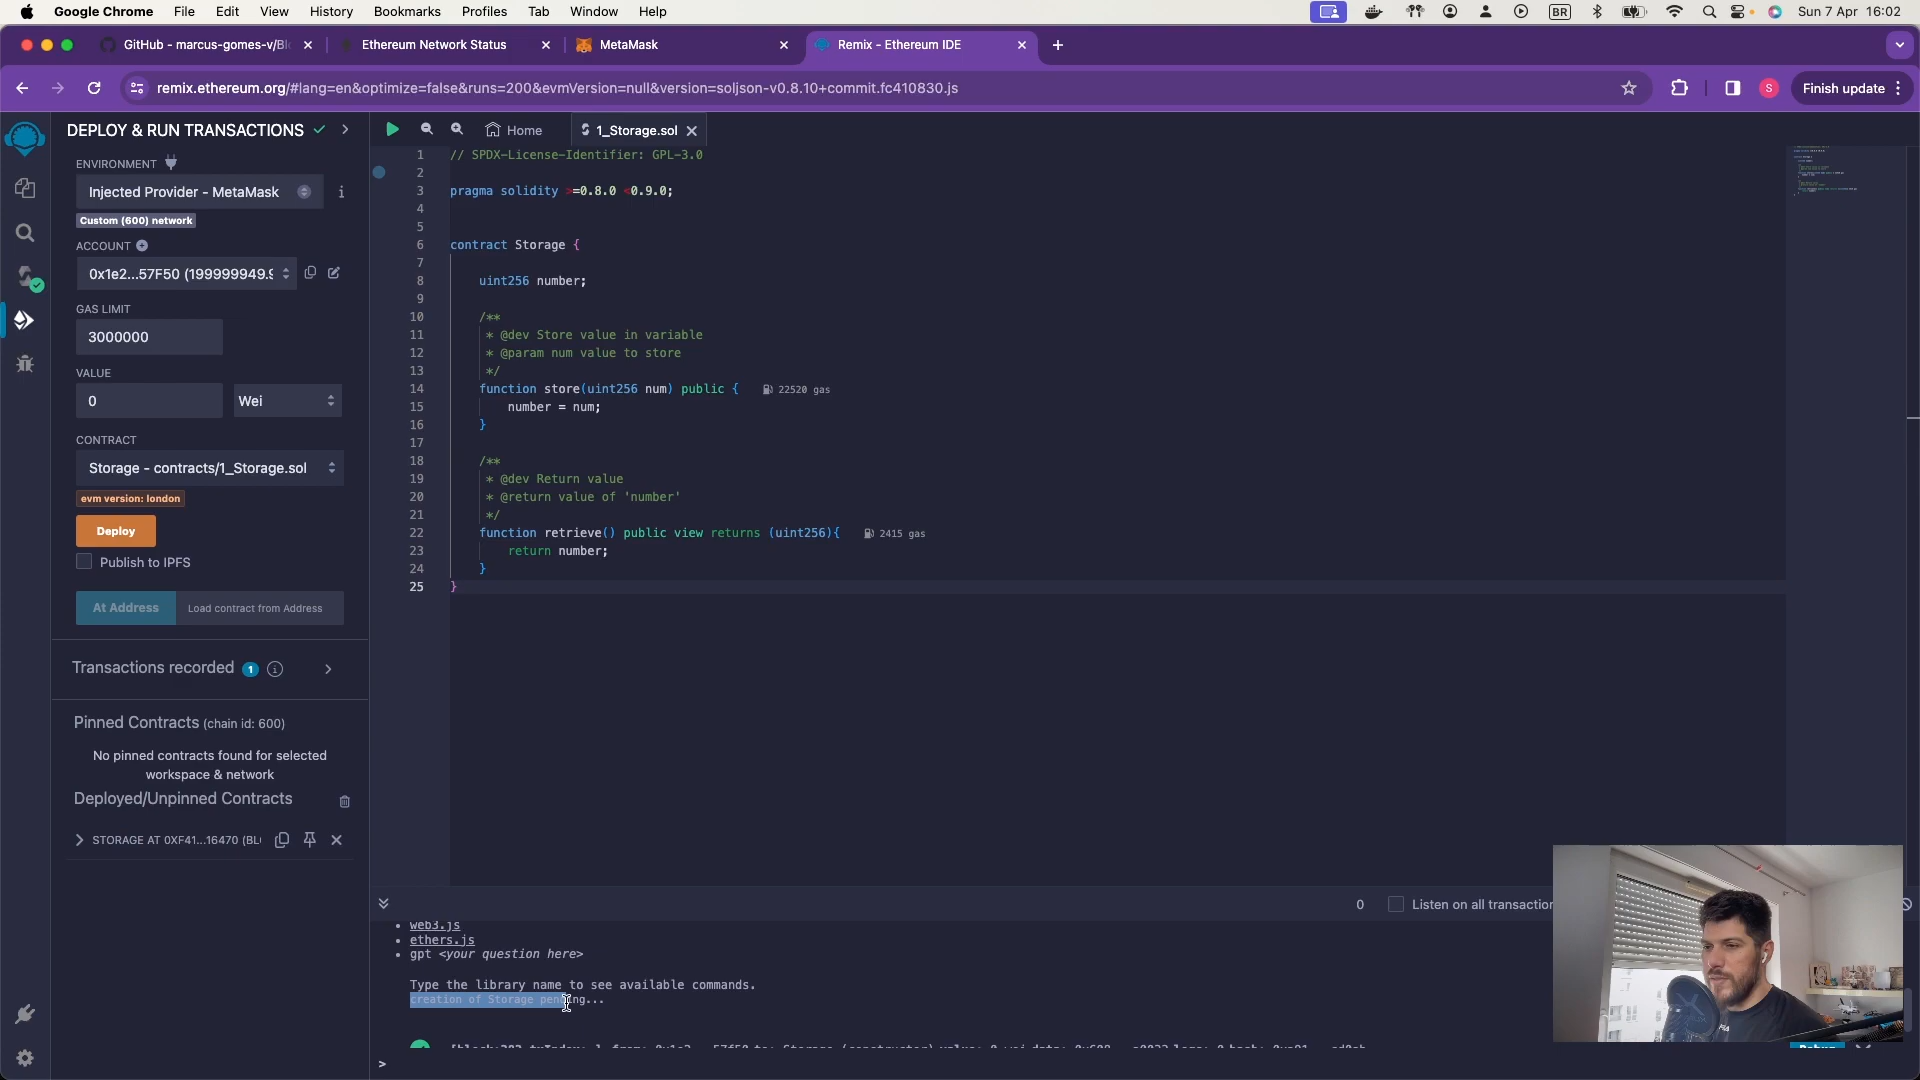 Google Chrome File Edit View History Bookmarks Profiles Tab Window Help
BR Sun 7 Apr 16:02
GitHub - marcus-gomes-v/Bl
Ethereum Network Status
MetaMask
Remix - Ethereum IDE
remix.ethereum.org/#lang=en&optimize=false&runs=200&evmVersion=null&version=soljson-v0.8.10+commit.fc410830.js
S
Finish update
DEPLOY & RUN TRANSACTIONS
ENVIRONMENT
Injected Provider - MetaMask
Custom (600) network
ACCOUNT
0x1e2...57F50 (199999949.9
GAS LIMIT
3000000
VALUE
0
Wei
CONTRACT
Storage - contracts/1_Storage.sol
evm version: london
Deploy
Publish to IPFS
At Address
Load contract from Address
Transactions recorded 1
Pinned Contracts (chain id: 600)
No pinned contracts found for selected
workspace & network
Deployed/Unpinned Contracts
STORAGE AT 0XF41...16470 (BL
Home
1_Storage.sol
1 // SPDX-License-Identifier: GPL-3.0
2
3 pragma solidity >=0.8.0 <0.9.0;
4
5
6 contract Storage {
7
8 uint256 number;
9
10 /**
11 * @dev Store value in variable
12 * @param num value to store
13 */
14 function store(uint256 num) public { 22520 gas
15 number = num;
16 }
17
18 /**
19 * @dev Return value
20 * @return value of 'number'
21 */
22 function retrieve() public view returns (uint256){ 2415 gas
23 return number;
24 }
25 }
0
Listen on all transaction
• web3.js
• ethers.js
• gpt <your question here>
Type the library name to see available commands.
creation of Storage pending...
>